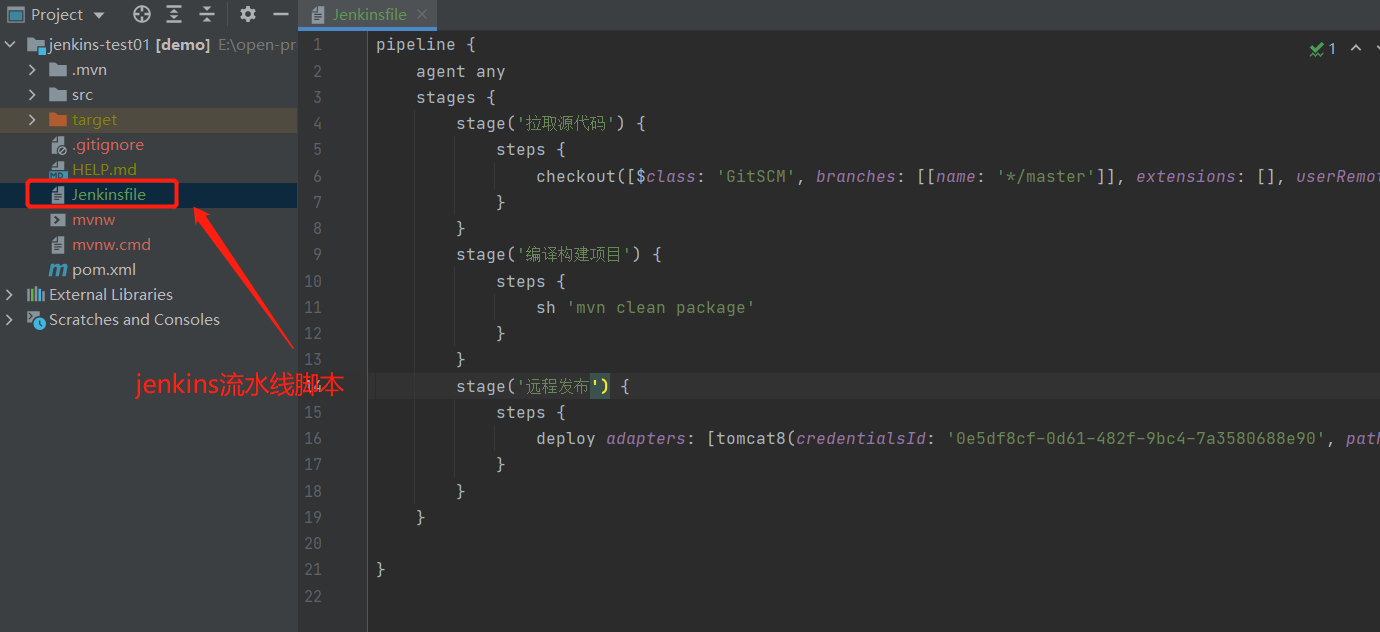 Project
Jenkinsfile
jenkins-test01 [demo] E:\open-pr
.mvn
src
target
.gitignore
HELP.md
Jenkinsfile
mvnw
mvnw.cmd
pom.xml
External Libraries
Scratches and Consoles
jenkins流水线脚本
1
1 pipeline {
2 agent any
3 stages {
4 stage('拉取源代码') {
5 steps {
6 checkout([$class: 'GitSCM', branches: [[name: '*/master']], extensions: [], userRemot
7 }
8 }
9 stage('编译构建项目') {
10 steps {
11 sh 'mvn clean package'
12 }
13 }
14 stage('远程发布') {
15 steps {
16 deploy adapters: [tomcat8(credentialsId: '0e5df8cf-0d61-482f-9bc4-7a3580688e90', path
17 }
18 }
19 }
20
21 }
22